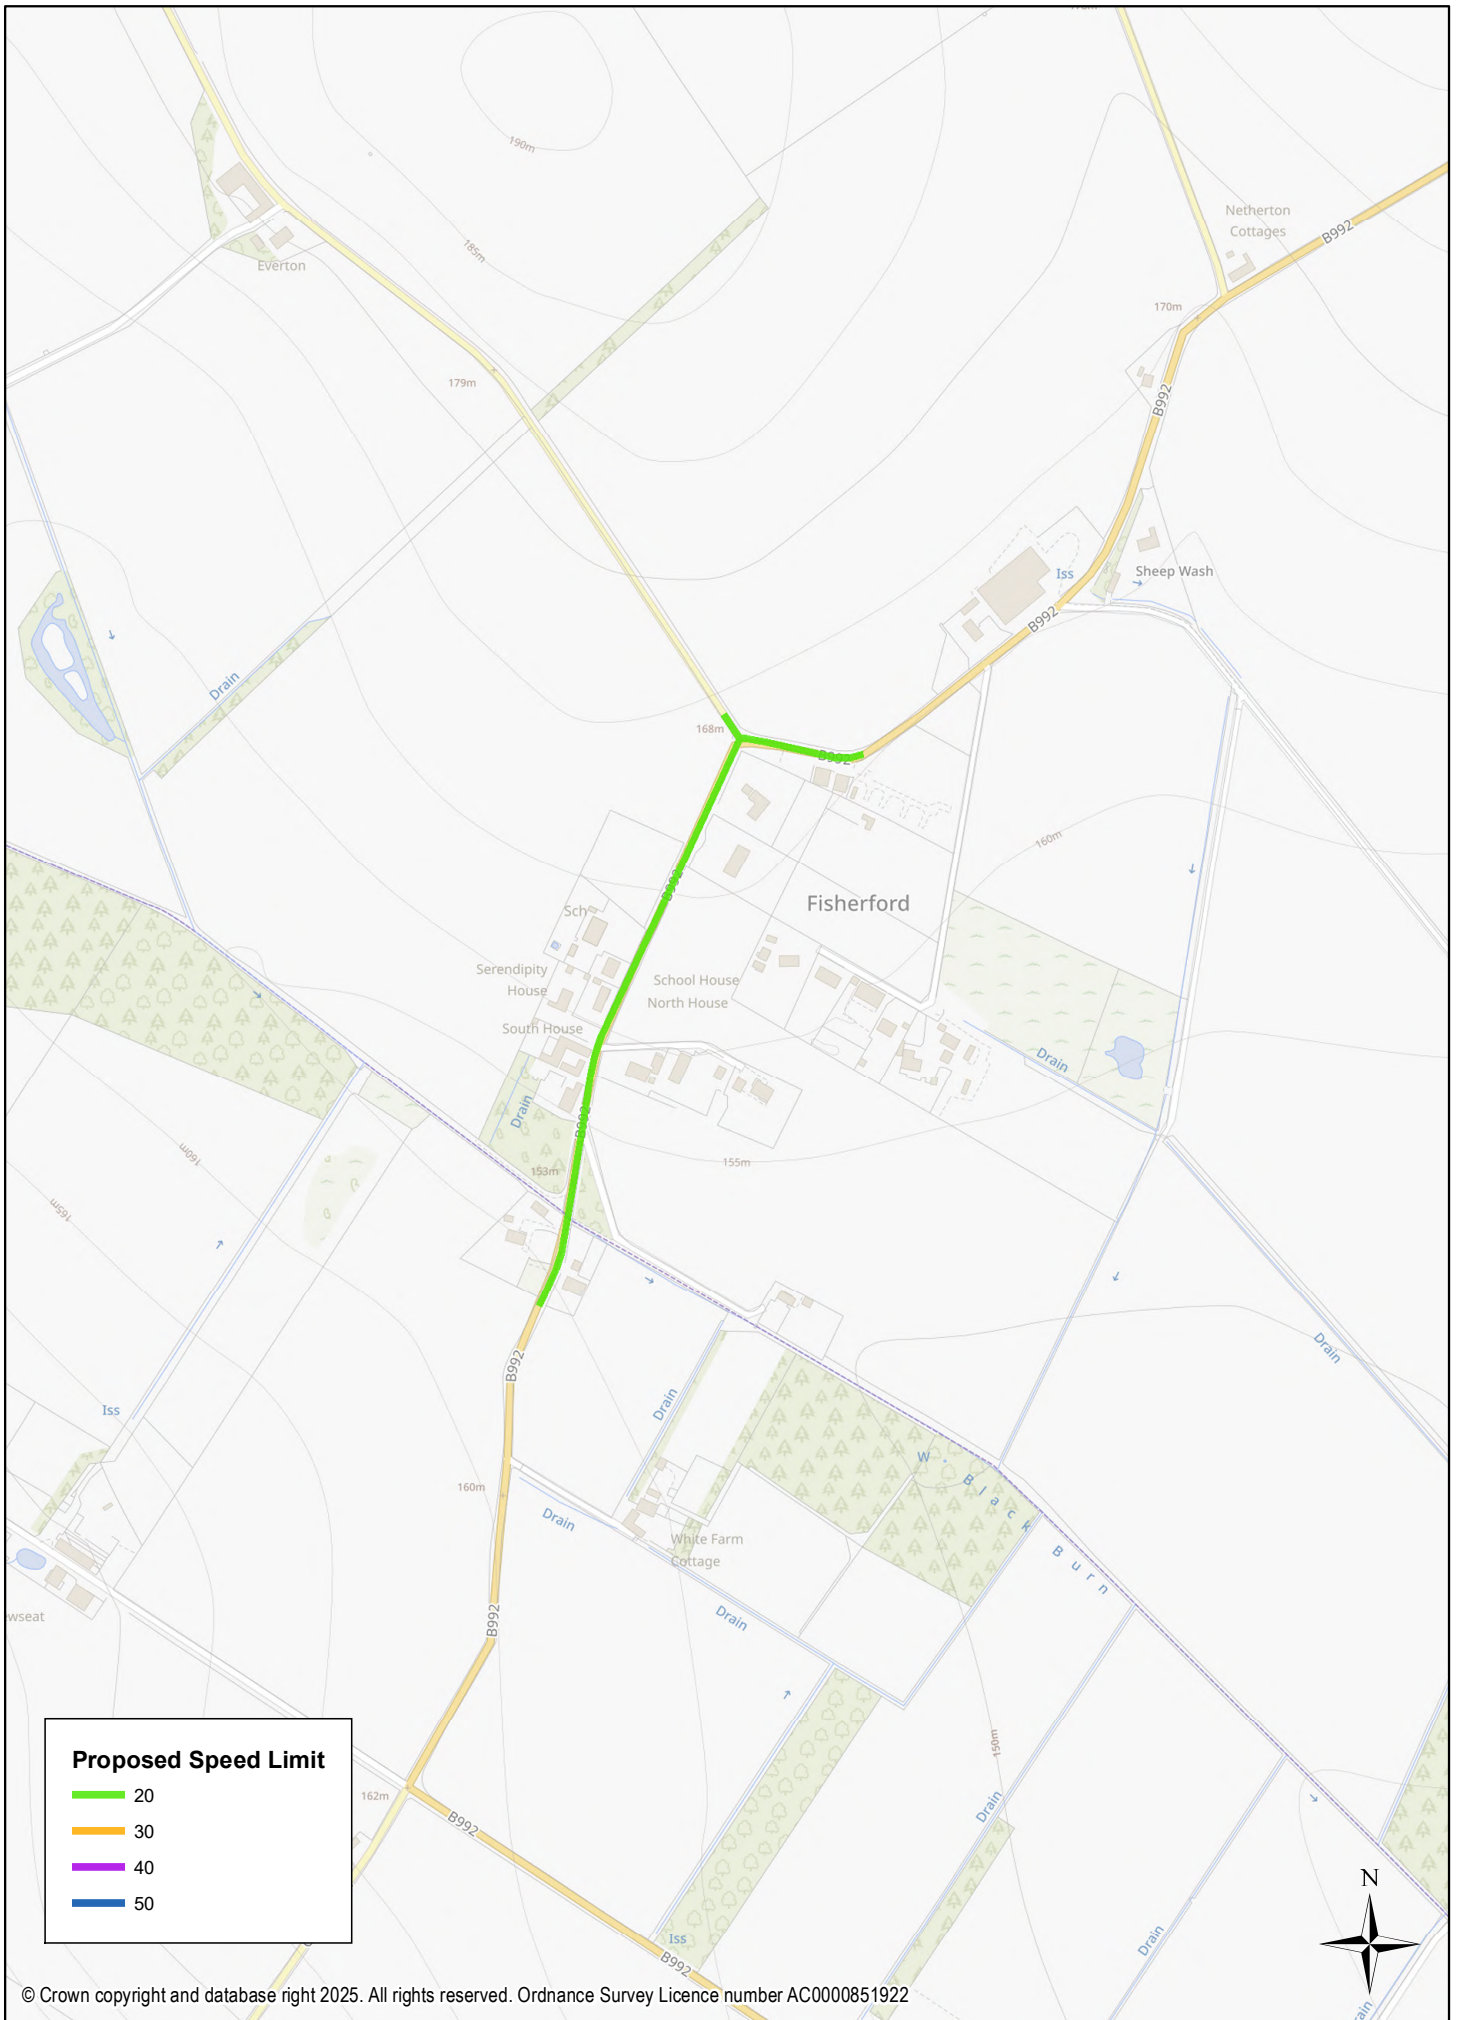 190m
Netherton
Cottages
B992
185m
Everton
170m
179m
B992
Iss
Sheep Wash
B992
Drain
168m
B992
160m
B992
Fisherford
Sch
Serendipity
House
School House
North House
South House
Drain
Drain
B992
160m
155m
153m
165m
Drain
B992
Drain
Iss
W
Black Burn
160m
Drain
White Farm
Cottage
B992
Drain
ewseat
150m
Proposed Speed Limit
20
30
40
50
162m
B992
Drain
N
Iss
Drain
B992
© Crown copyright and database right 2025. All rights reserved. Ordnance Survey Licence number AC0000851922